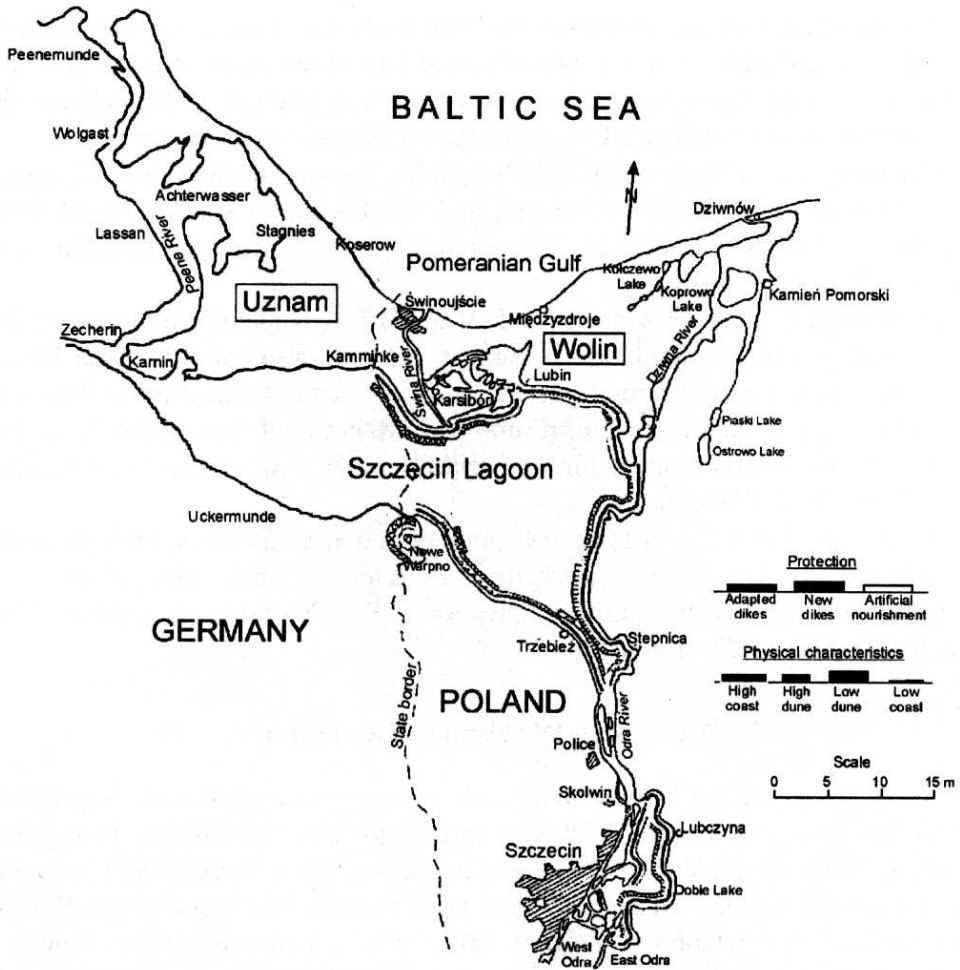 Peenemunde
BALTIC SEA
Wolgast
N
Achterwasser
Dziwnów
Lassan
Peene River
Stagnies
Koserow
Pomeranian Gulf
Kołczewo
Lake
Koprowo
Lake
Kamień Pomorski
Uznam
Świnoujście
Międzyzdroje
Dziwna River
Zecherin
Wolin
Karnin
Kamminke
Świna River
Lubin
Karsibór
Piaski Lake
Ostrowo Lake
Szczecin Lagoon
Uckermunde
Nowe
Warpno
Protection
Adapted
dikes
New
dikes
Artificial
nourishment
GERMANY
Trzebież
Stepnica
Physical characteristics
High
coast
High
dune
Low
dune
Low
coast
State border
POLAND
Odra River
Police
Scale
0 5 10 15 m
Skolwin
Lubczyna
Szczecin
Doble Lake
West
Odra
East Odra